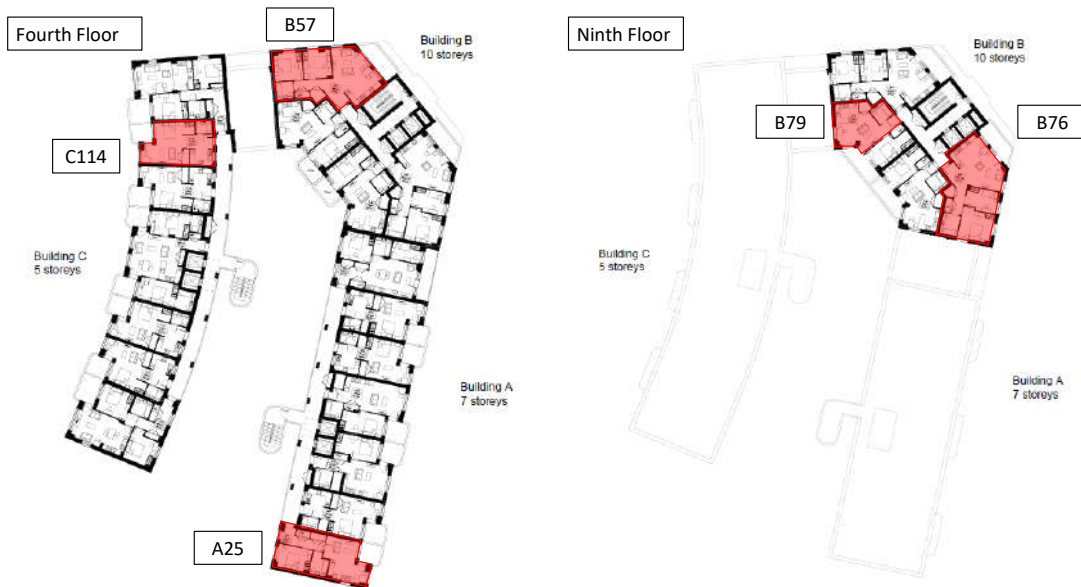 Fourth Floor
B57
Building B
10 storeys
C114
Building C
5 storeys
Building A
7 storeys
A25
Ninth Floor
Building B
10 storeys
B79
B76
Building C
5 storeys
Building A
7 storeys